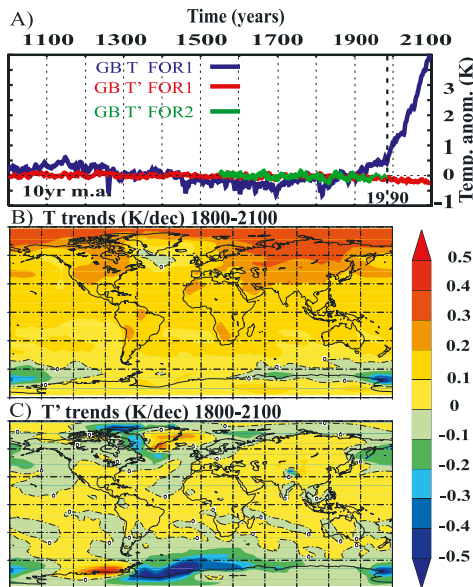 Time (years)
A)
1000 1300 1500 1700 1900 2100
GB T FOR1
GB T' FOR1
GB T' FOR2
10yr m.a.
1990
3
2
1
0
-1
Temp. anom. (K)
B) T trends (K/dec) 1800-2100
C) T' trends (K/dec) 1800-2100
0.5
0.4
0.3
0.2
0.1
0
-0.1
-0.2
-0.3
-0.4
-0.5